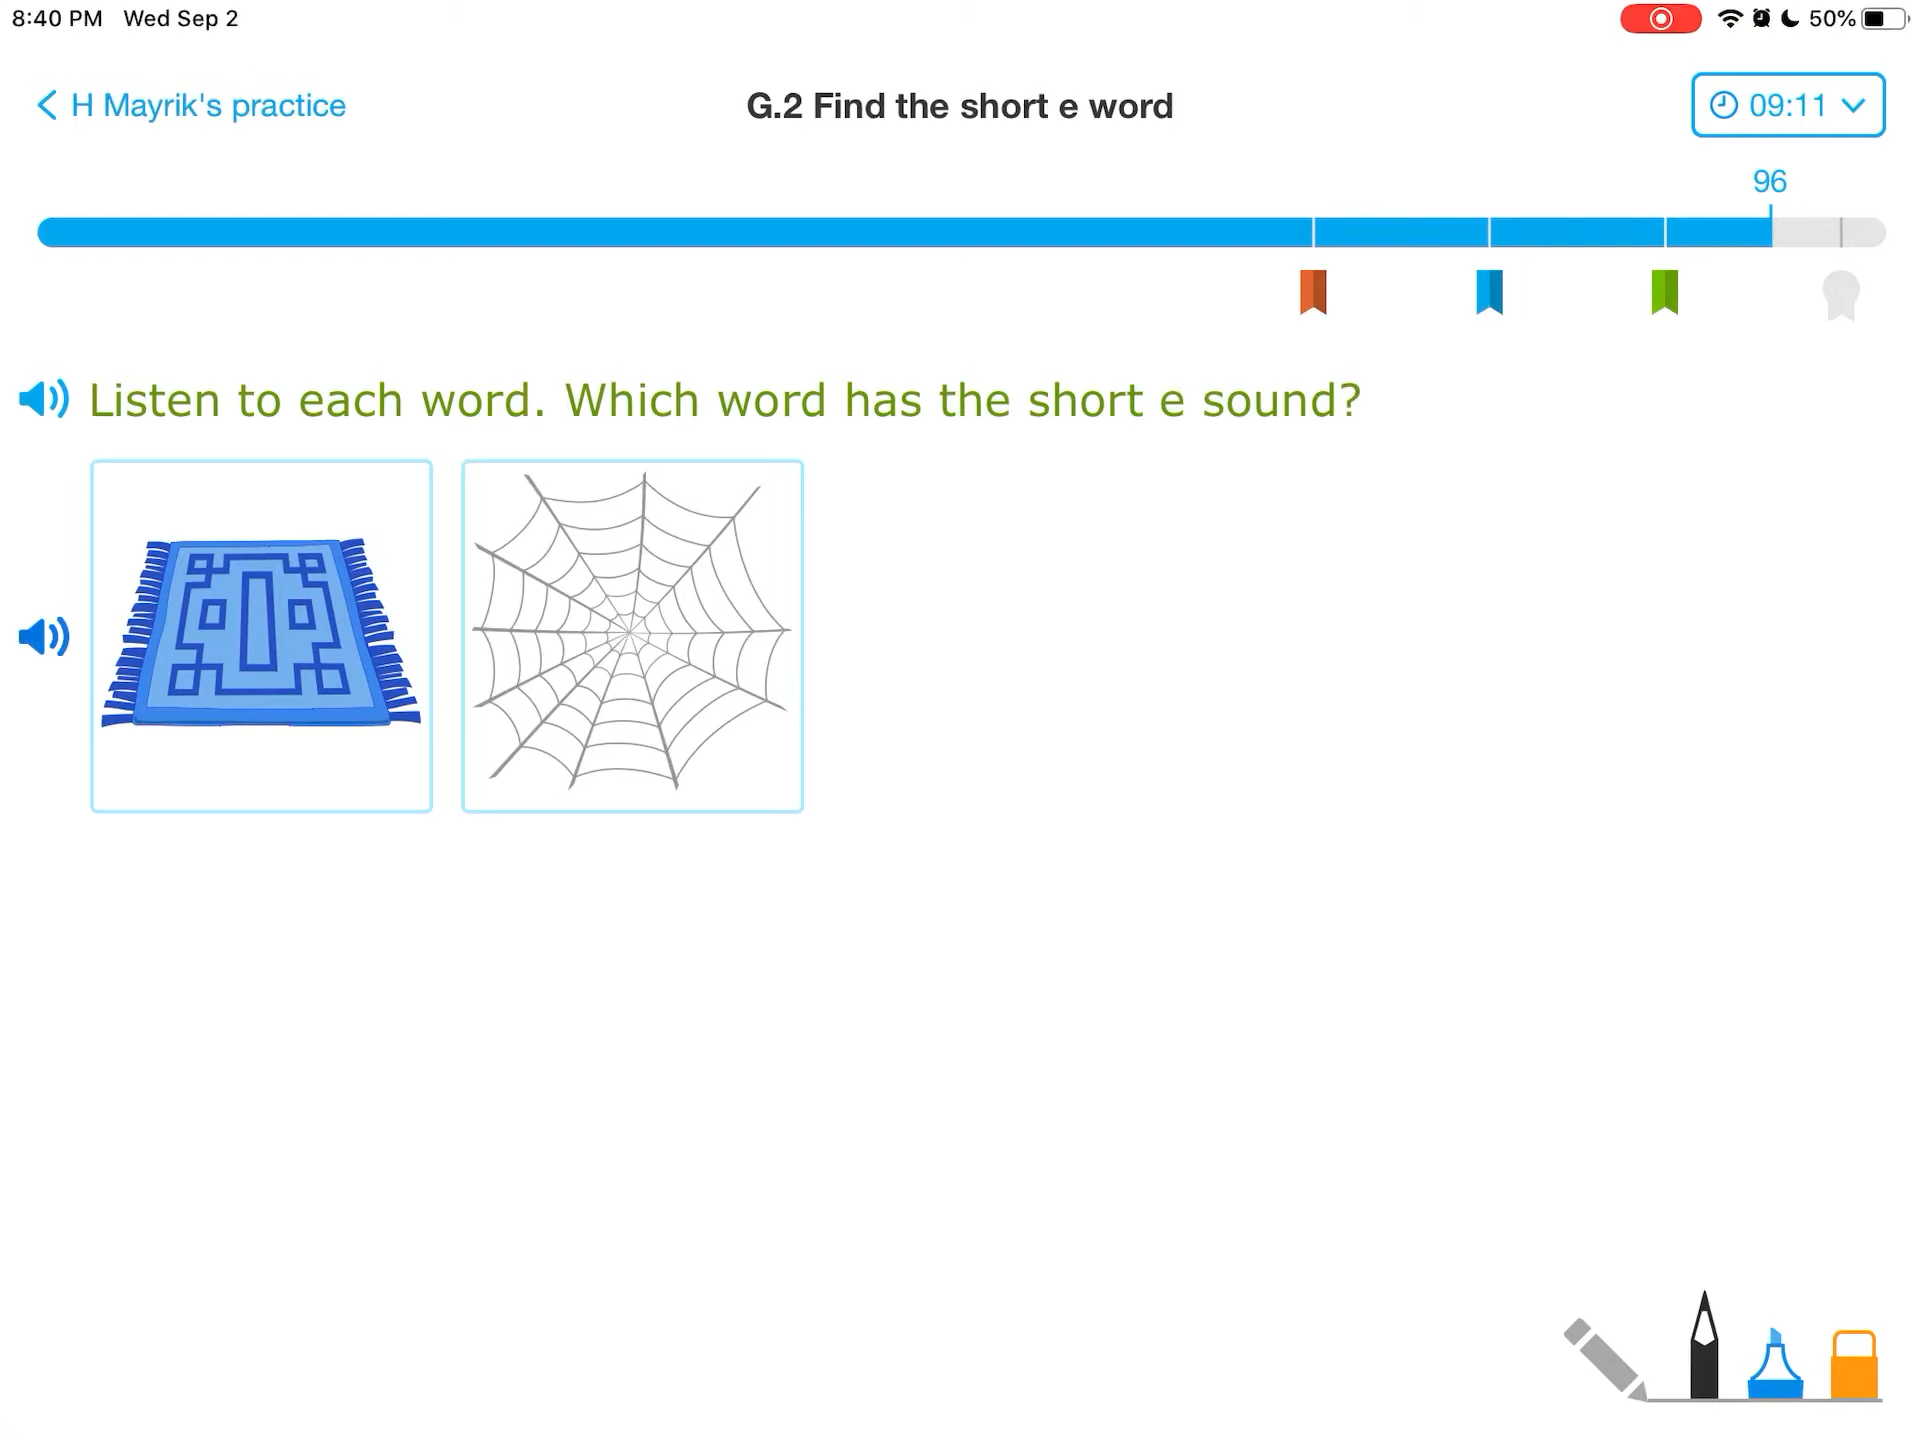 8:40 PM Wed Sep 2
50%
H Mayrik's practice
G.2 Find the short e word
09:11
96
Listen to each word. Which word has the short e sound?